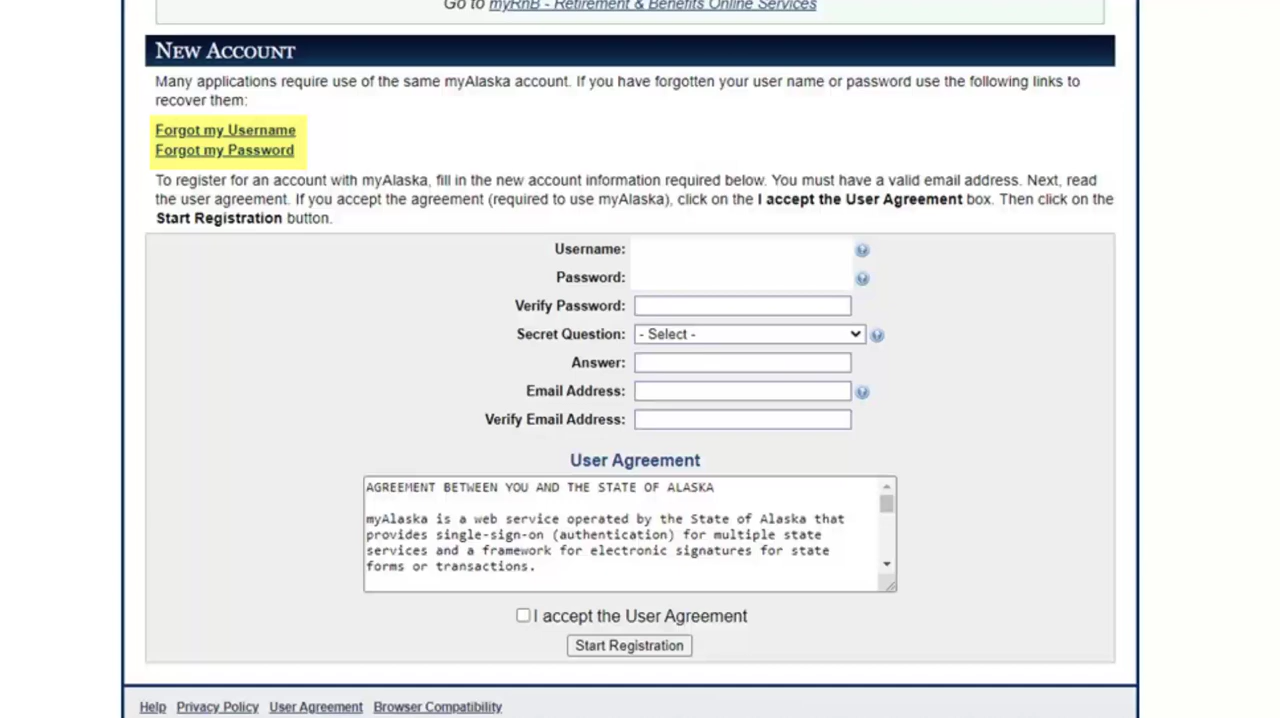 Go to myRnB - Retirement & Benefits Online Services
NEW ACCOUNT
Many applications require use of the same myAlaska account. If you have forgotten your user name or password use the following links to
recover them:
Forgot my Username
Forgot my Password
To register for an account with myAlaska, fill in the new account information required below. You must have a valid email address. Next, read
the user agreement. If you accept the agreement (required to use myAlaska), click on the I accept the User Agreement box. Then click on the
Start Registration button.
Username:
Password:
Verify Password:
Secret Question: - Select -
Answer:
Email Address:
Verify Email Address:
User Agreement
AGREEMENT BETWEEN YOU AND THE STATE OF ALASKA
myAlaska is a web service operated by the State of Alaska that
provides single-sign-on (authentication) for multiple state
services and a framework for electronic signatures for state
forms or transactions.
I accept the User Agreement
Start Registration
Help Privacy Policy User Agreement Browser Compatibility